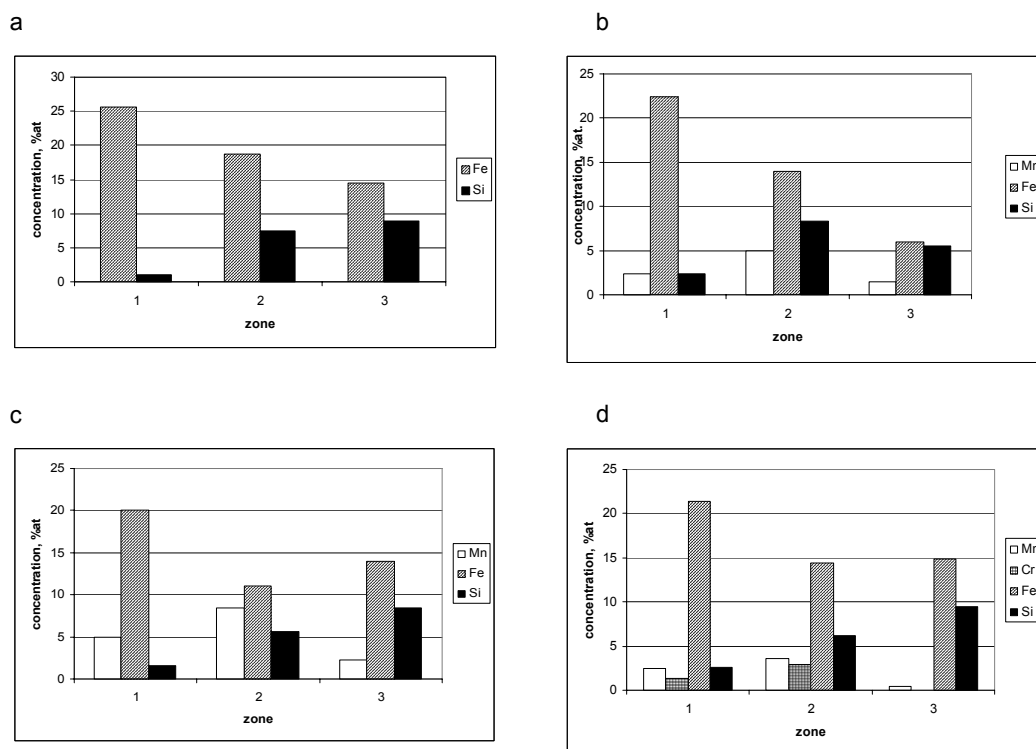 a
30
25
20
15
10
5
0
concentration, %at
1 2 3
zone
Fe
Si
b
25
20
15
10
5
0
concentration, %at.
1 2 3
zone
Mn
Fe
Si
c
25
20
15
10
5
0
concentration, %at
1 2 3
zone
Mn
Fe
Si
d
25
20
15
10
5
0
concentration, %at
1 2 3
zone
Mn
Cr
Fe
Si